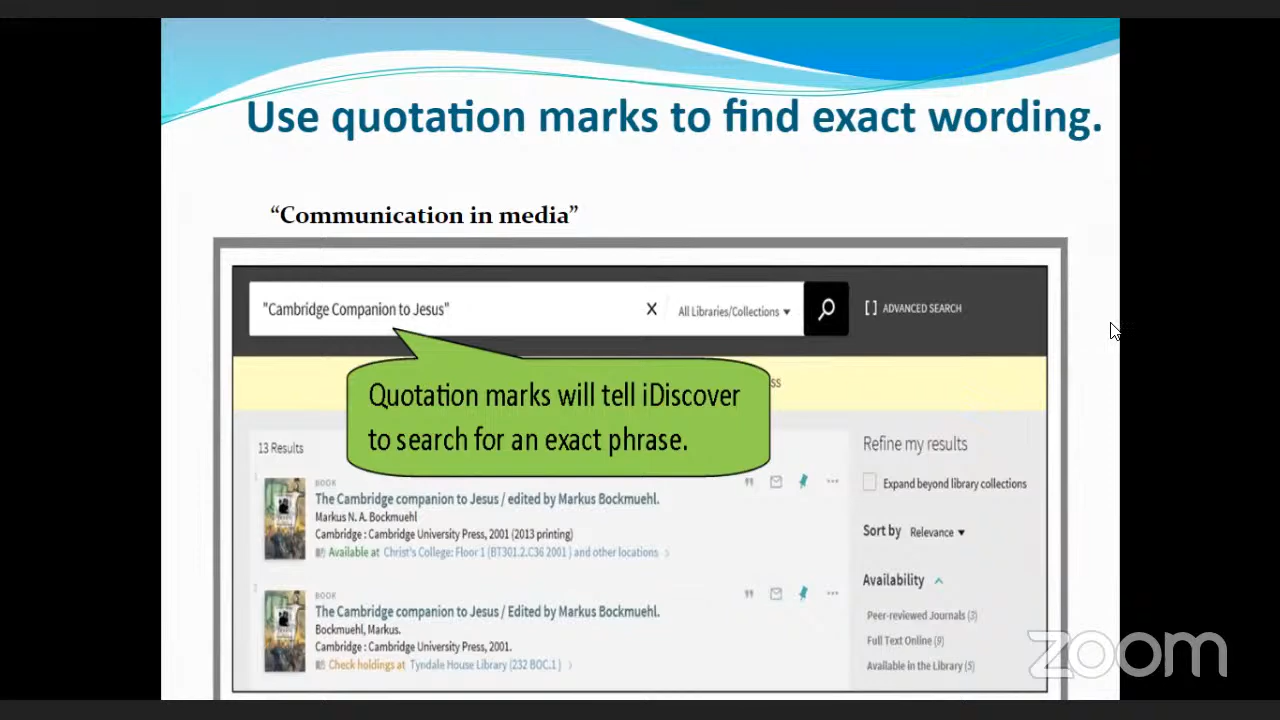 Use quotation marks to find exact wording.
“Communication in media”
"Cambridge Companion to Jesus"
X
All Libraries/Collections
[ ] ADVANCED SEARCH
Quotation marks will tell iDiscover
to search for an exact phrase.
ss
13 Results
Refine my results
Expand beyond library collections
1
BOOK
The Cambridge companion to Jesus / edited by Markus Bockmuehl.
Markus N. A. Bockmuehl
Cambridge : Cambridge University Press, 2001 (2013 printing)
Available at Christ's College: Floor 1 (BT301.2.C36 2001 ) and other locations
Sort by Relevance
Availability
2
BOOK
The Cambridge companion to Jesus / Edited by Markus Bockmuehl.
Bockmuehl, Markus.
Cambridge : Cambridge University Press, 2001.
Check holdings at Tyndale House Library (232 BOC.1 )
Peer-reviewed Journals (3)
Full Text Online (9)
Available in the Library (5)
zoom